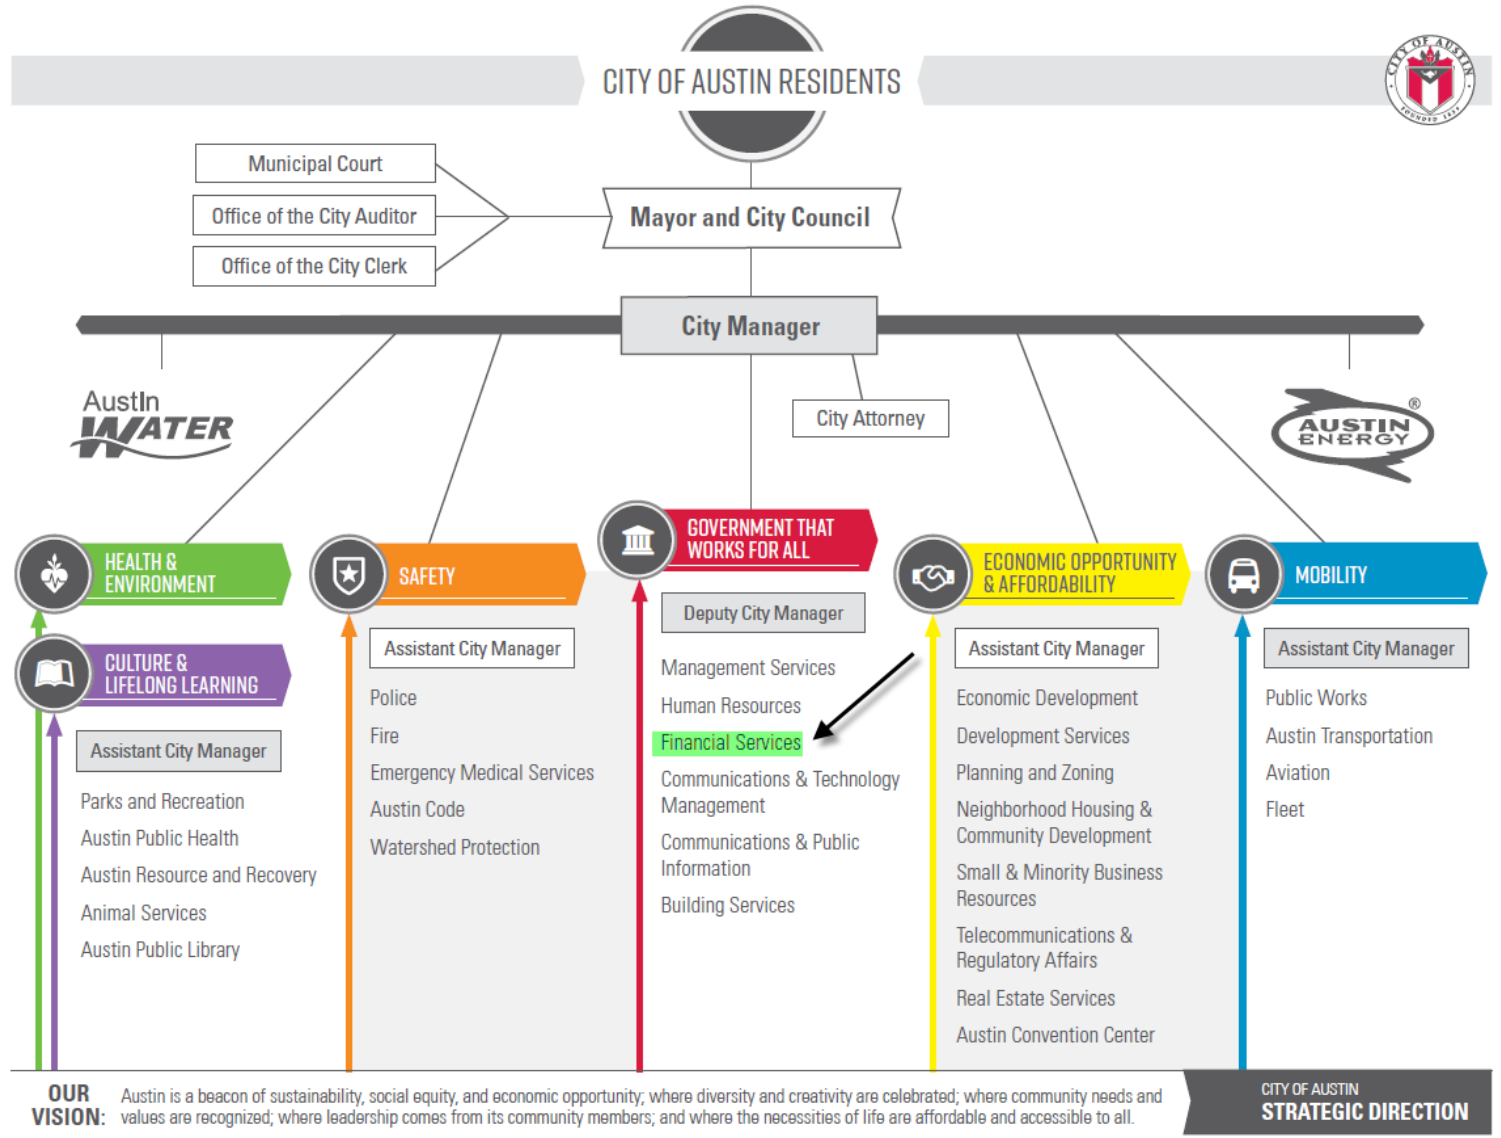 CITY OF AUSTIN RESIDENTS
CITY OF AUSTIN
FOUNDED 1839
Municipal Court
Office of the City Auditor
Office of the City Clerk
Mayor and City Council
City Manager
City Attorney
AustIn
WATER
AUSTIN
ENERGY
®
HEALTH &
ENVIRONMENT
CULTURE &
LIFELONG LEARNING
Assistant City Manager
Parks and Recreation
Austin Public Health
Austin Resource and Recovery
Animal Services
Austin Public Library
SAFETY
Assistant City Manager
Police
Fire
Emergency Medical Services
Austin Code
Watershed Protection
GOVERNMENT THAT
WORKS FOR ALL
Deputy City Manager
Management Services
Human Resources
Financial Services
Communications & Technology
Management
Communications & Public
Information
Building Services
ECONOMIC OPPORTUNITY
& AFFORDABILITY
Assistant City Manager
Economic Development
Development Services
Planning and Zoning
Neighborhood Housing &
Community Development
Small & Minority Business
Resources
Telecommunications &
Regulatory Affairs
Real Estate Services
Austin Convention Center
MOBILITY
Assistant City Manager
Public Works
Austin Transportation
Aviation
Fleet
OUR
VISION:
Austin is a beacon of sustainability, social equity, and economic opportunity; where diversity and creativity are celebrated; where community needs and
values are recognized; where leadership comes from its community members; and where the necessities of life are affordable and accessible to all.
CITY OF AUSTIN
STRATEGIC DIRECTION